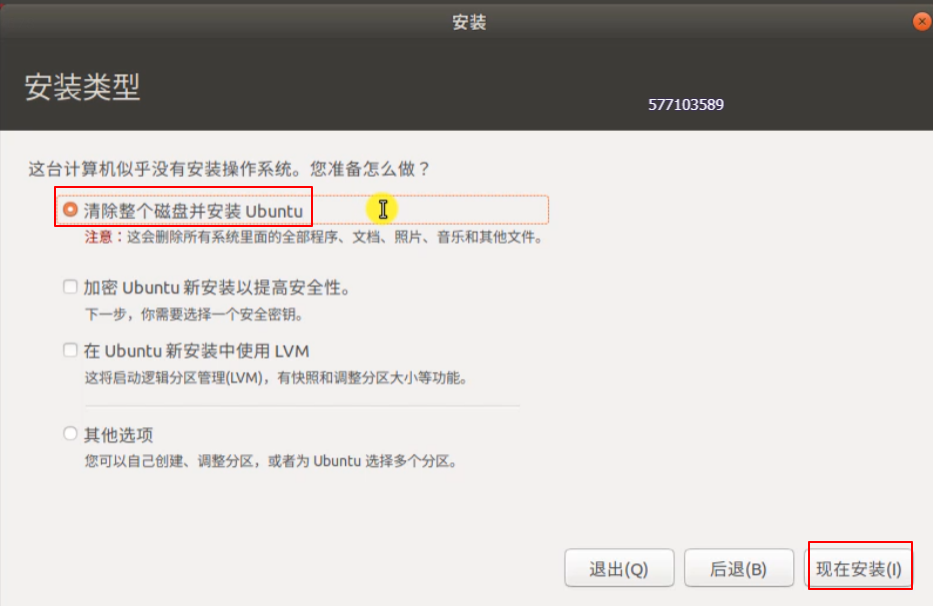 安装
安装类型
577103589
这台计算机似乎没有安装操作系统。您准备怎么做？
清除整个磁盘并安装 Ubuntu
注意：这会删除所有系统里面的全部程序、文档、照片、音乐和其他文件。
加密 Ubuntu 新安装以提高安全性。
下一步，你需要选择一个安全密钥。
在 Ubuntu 新安装中使用 LVM
这将启动逻辑分区管理(LVM)，有快照和调整分区大小等功能。
其他选项
您可以自己创建、调整分区，或者为 Ubuntu 选择多个分区。
退出(Q) 后退(B) 现在安装(I)